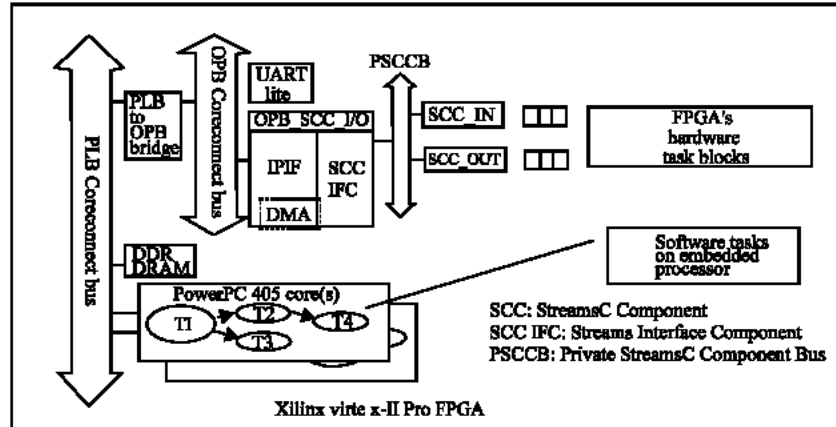 PLB Coreconnect bus
PLB
to
OPB
bridge
OPB Coreconnect bus
UART
lite
OPB_SCC_I/O
IPIF
SCC
IFC
DMA
PSCCB
SCC_IN
SCC_OUT
FPGA's
hardware
task blocks
DDR
DRAM
PowerPC 405 core(s)
T1
T2
T3
T4
Software tasks
on embedded
processor
SCC: StreamsC Component
SCC IFC: Streams Interface Component
PSCCB: Private StreamsC Component Bus
Xilinx virte x-II Pro FPGA